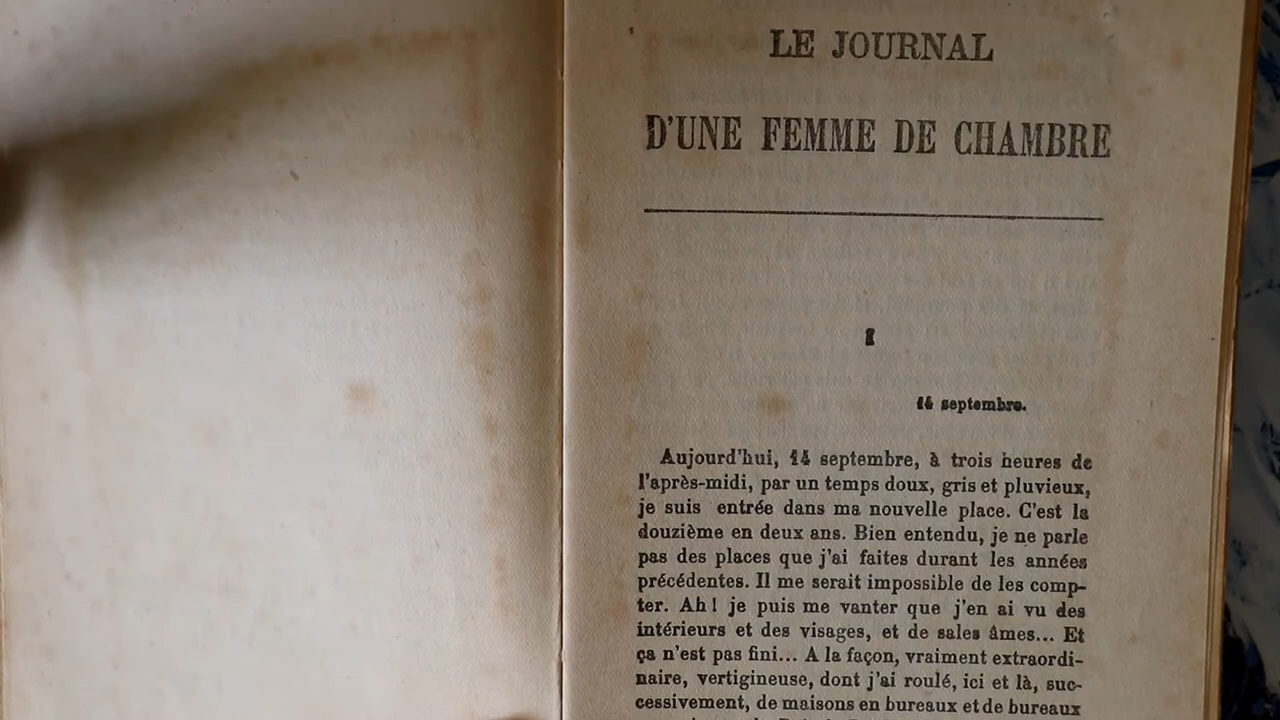 LE JOURNAL
D'UNE FEMME DE CHAMBRE
I
14 septembre.
Aujourd'hui, 14 septembre, à trois heures de
l'après-midi, par un temps doux, gris et pluvieux,
je suis entrée dans ma nouvelle place. C'est la
douzième en deux ans. Bien entendu, je ne parle
pas des places que j'ai faites durant les années
précédentes. Il me serait impossible de les comp-
ter. Ah! je puis me vanter que j'en ai vu des
intérieurs et des visages, et de sales âmes... Et
ça n'est pas fini... A la façon, vraiment extraordi-
naire, vertigineuse, dont j'ai roulé, ici et là, suc-
cessivement, de maisons en bureaux et de bureaux